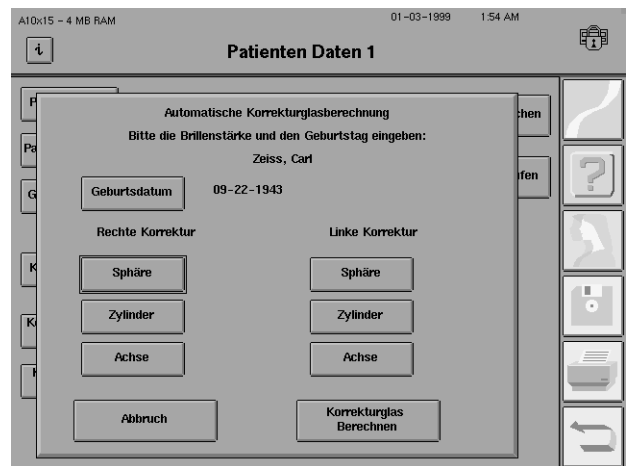 A10x15 - 4 MB RAM
01-03-1999 1:54 AM
i
Patienten Daten 1
Automatische Korrekturglasberechnung
Bitte die Brillenstärke und den Geburtstag eingeben:
Zeiss, Carl
Geburtsdatum 09-22-1943
Rechte Korrektur Linke Korrektur
Sphäre Sphäre
Zylinder Zylinder
Achse Achse
Abbruch
Korrekturglas
Berechnen